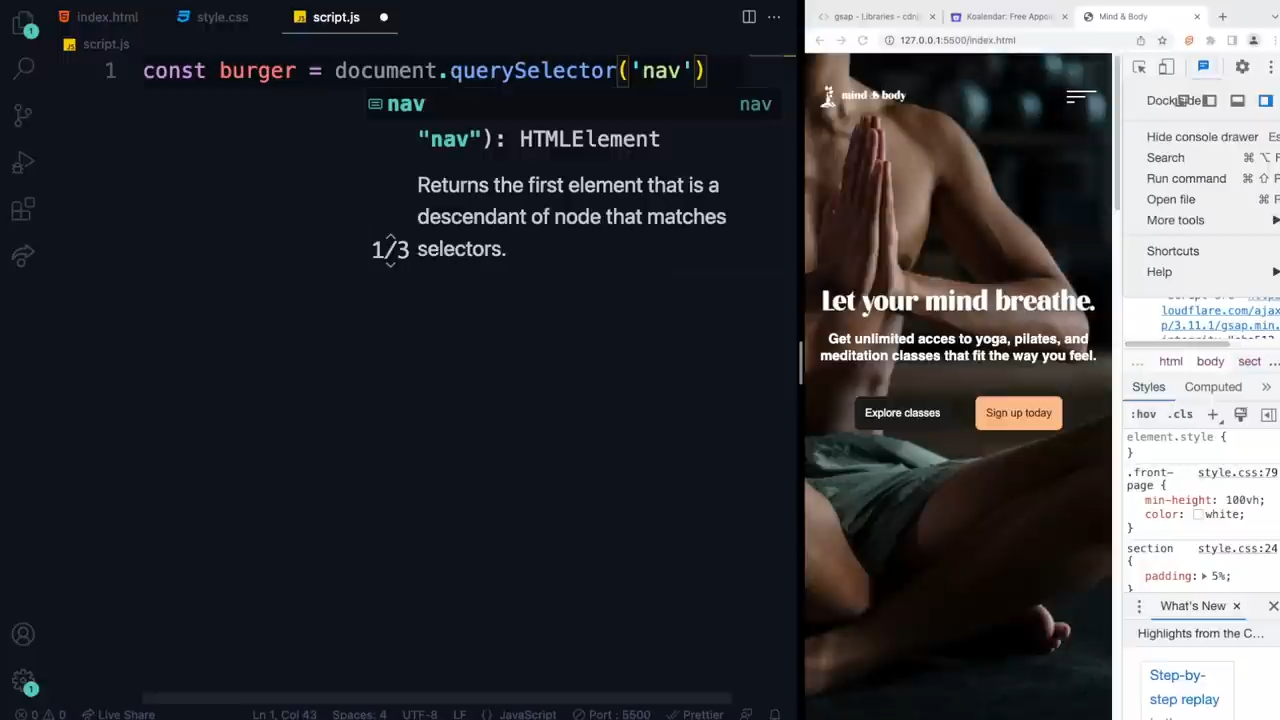 index.html
style.css
script.js
script.js
1
const burger = document.querySelector('nav')
nav
nav
"nav"): HTMLElement
Returns the first element that is a
descendant of node that matches
1/3 selectors.
1
1
0
0
Live Share
Ln 1, Col 43
Spaces: 4
UTF-8
LF
{} JavaScript
Port : 5500
Prettier
gsap - Libraries - cdnj
Koalendar: Free Appoi
Mind & Body
127.0.0.1:5500/index.html
mind & body
Let your mind breathe.
Get unlimited acces to yoga, pilates, and
meditation classes that fit the way you feel.
Explore classes
Sign up today
Dock side
Hide console drawer
Es
Search
⌘ ⌥ F
Run command
⌘ ⇧ P
Open file
⌘ P
More tools
Shortcuts
Help
loudflare.com/ajax
p/3.11.1/gsap.min.
...
html
body
sect
...
Styles
Computed
»
:hov
.cls
element.style {
}
.front-
style.css:79
page {
min-height: 100vh;
color: white;
}
section
style.css:24
{
padding: 5%;
}
What's New
Highlights from the C...
Step-by-
step replay